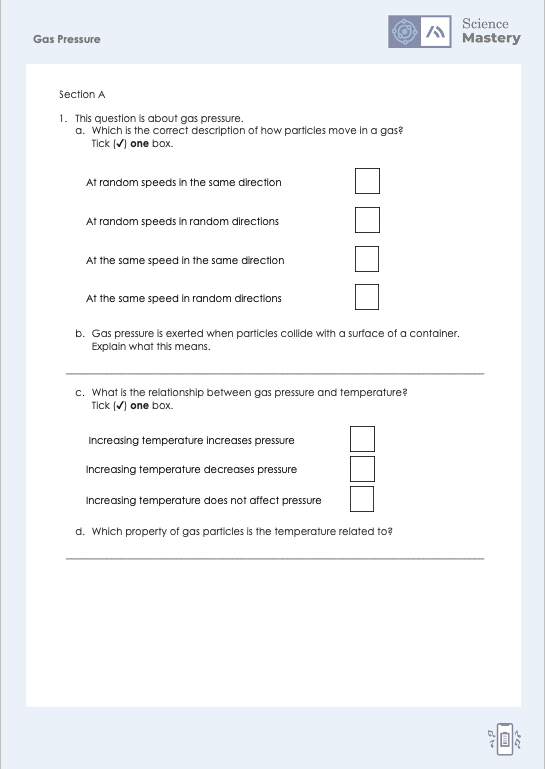 Gas Pressure
Science
Mastery
Section A
1. This question is about gas pressure.
a. Which is the correct description of how particles move in a gas?
Tick (✔) one box.
At random speeds in the same direction
At random speeds in random directions
At the same speed in the same direction
At the same speed in random directions
b. Gas pressure is exerted when particles collide with a surface of a container.
Explain what this means.
c. What is the relationship between gas pressure and temperature?
Tick (✔) one box.
Increasing temperature increases pressure
Increasing temperature decreases pressure
Increasing temperature does not affect pressure
d. Which property of gas particles is the temperature related to?